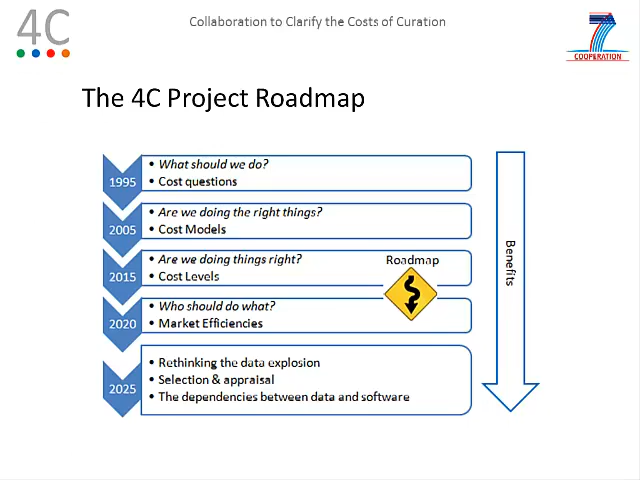 4C
Collaboration to Clarify the Costs of Curation
7
COOPERATION
The 4C Project Roadmap
1995
• What should we do?
• Cost questions
2005
• Are we doing the right things?
• Cost Models
2015
• Are we doing things right?
• Cost Levels
Roadmap
2020
• Who should do what?
• Market Efficiencies
2025
• Rethinking the data explosion
• Selection & appraisal
• The dependencies between data and software
Benefits